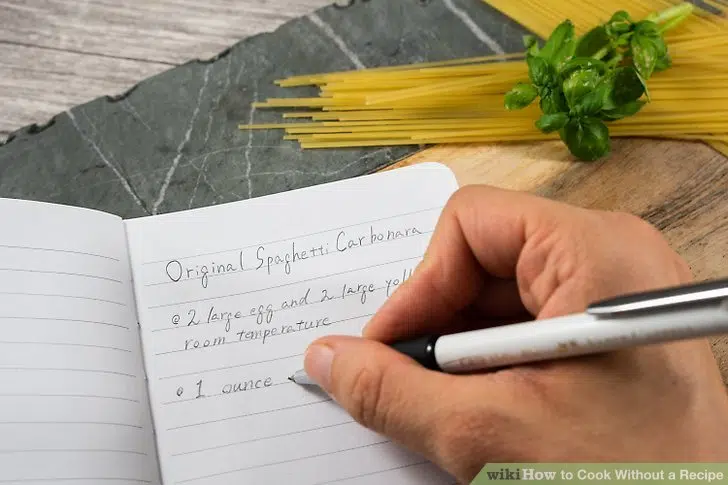 Original Spaghetti Carbonara
2 large egg and 2 large yoll
room temperature
1 ounce
wikiHow to Cook Without a Recipe